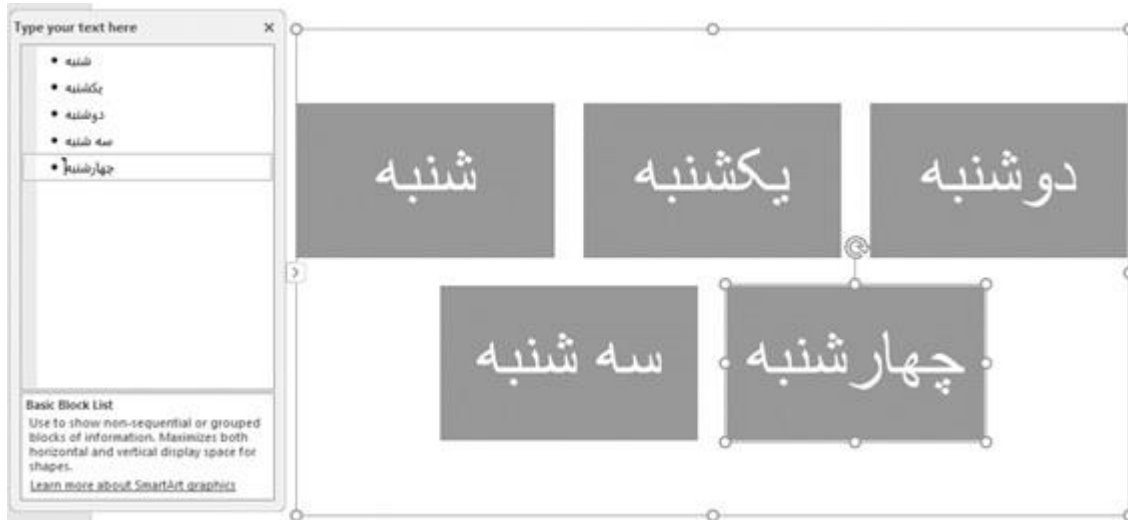 Type your text here
• شنبه
• یکشنبه
• دوشنبه
• سه شنبه
• چهارشنبه
Basic Block List
Use to show non-sequential or grouped
blocks of information. Maximizes both
horizontal and vertical display space for
shapes.
Learn more about SmartArt graphics
شنبه
یکشنبه
دوشنبه
سه شنبه
چهارشنبه